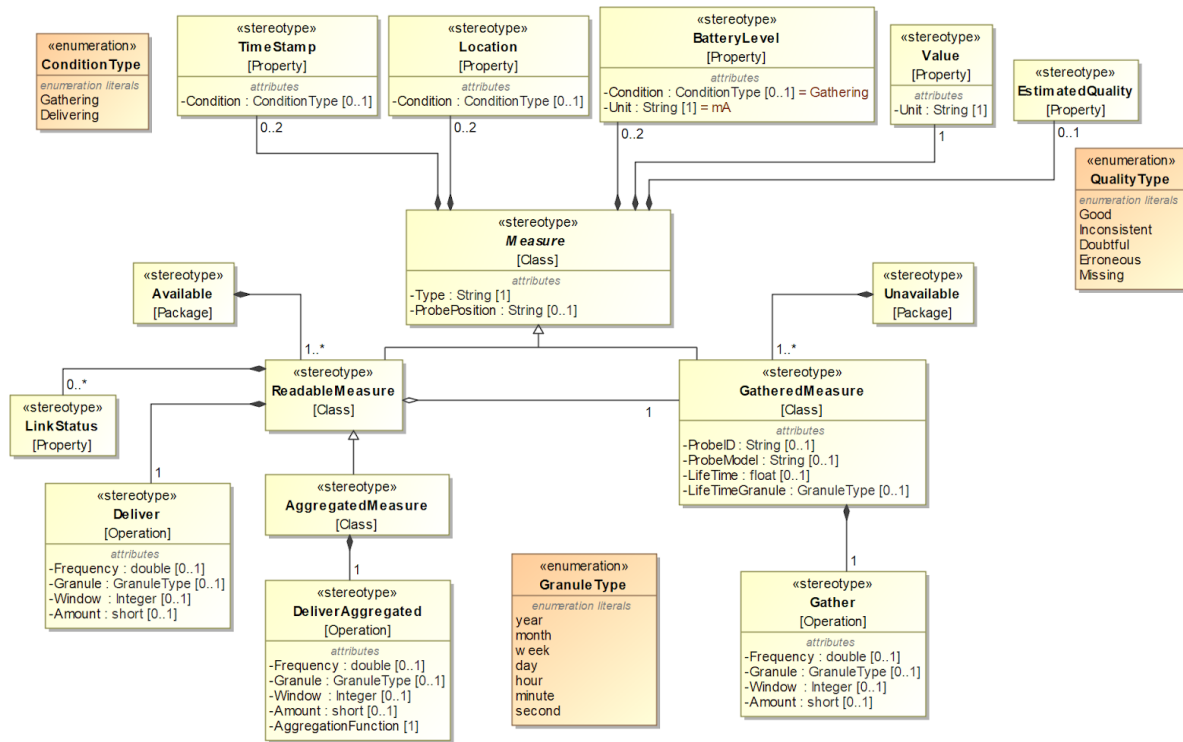 «enumeration»
ConditionType
enumeration literals
Gathering
Delivering
«stereotype»
TimeStamp
[Property]
attributes
-Condition : ConditionType [0..1]
0..2
«stereotype»
Location
[Property]
attributes
-Condition : ConditionType [0..1]
0..2
«stereotype»
BatteryLevel
[Property]
attributes
-Condition : ConditionType [0..1] = Gathering
-Unit : String [1] = mA
0..2
«stereotype»
Value
[Property]
attributes
-Unit : String [1]
1
«stereotype»
EstimatedQuality
[Property]
0..1
«enumeration»
QualityType
enumeration literals
Good
Inconsistent
Doubtful
Erroneous
Missing
«stereotype»
Measure
[Class]
attributes
-Type : String [1]
-ProbePosition : String [0..1]
«stereotype»
Available
[Package]
1..*
«stereotype»
Unavailable
[Package]
1..*
«stereotype»
ReadableMeasure
[Class]
0..*
1
«stereotype»
GatheredMeasure
[Class]
attributes
-ProbeID : String [0..1]
-ProbeModel : String [0..1]
-LifeTime : float [0..1]
-LifeTimeGranule : GranuleType [0..1]
«stereotype»
LinkStatus
[Property]
1
«stereotype»
Deliver
[Operation]
attributes
-Frequency : double [0..1]
-Granule : GranuleType [0..1]
-Window : Integer [0..1]
-Amount : short [0..1]
«stereotype»
AggregatedMeasure
[Class]
1
«stereotype»
DeliverAggregated
[Operation]
attributes
-Frequency : double [0..1]
-Granule : GranuleType [0..1]
-Window : Integer [0..1]
-Amount : short [0..1]
-AggregationFunction [1]
«enumeration»
GranuleType
enumeration literals
year
month
week
day
hour
minute
second
1
«stereotype»
Gather
[Operation]
attributes
-Frequency : double [0..1]
-Granule : GranuleType [0..1]
-Window : Integer [0..1]
-Amount : short [0..1]